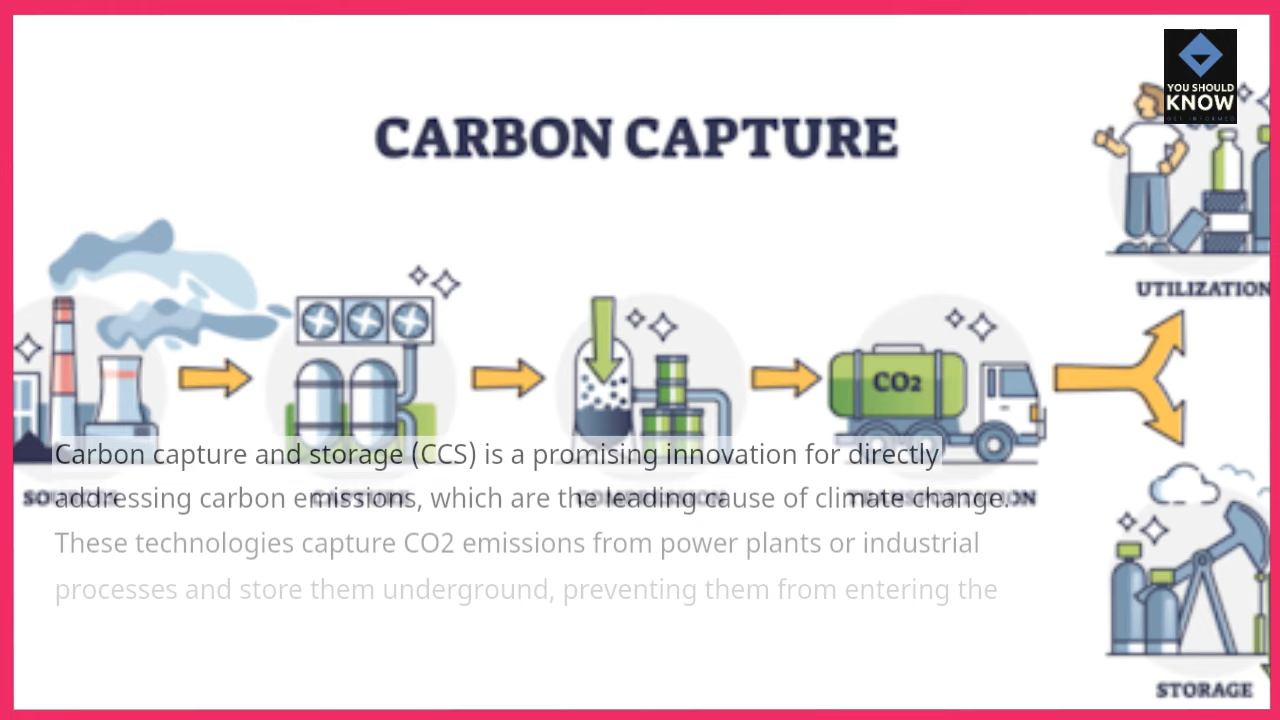 YOU SHOULD
KNOW
GET INFORMED
CARBON CAPTURE
UTILIZATION
CO2
Carbon capture and storage (CCS) is a promising innovation for directly
addressing carbon emissions, which are the leading cause of climate change.
These technologies capture CO2 emissions from power plants or industrial
processes and store them underground, preventing them from entering the
STORAGE